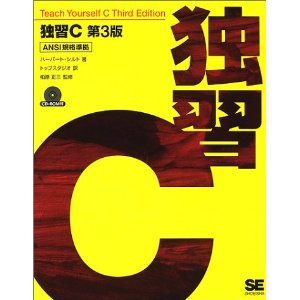 Teach Yourself C Third Edition
独習C 第3版
ANSI規格準拠
ハーバート・シルト 著
トップスタジオ 訳
柏原 正三 監修
CD-ROM付
独習
C
SE
SHOEISHA